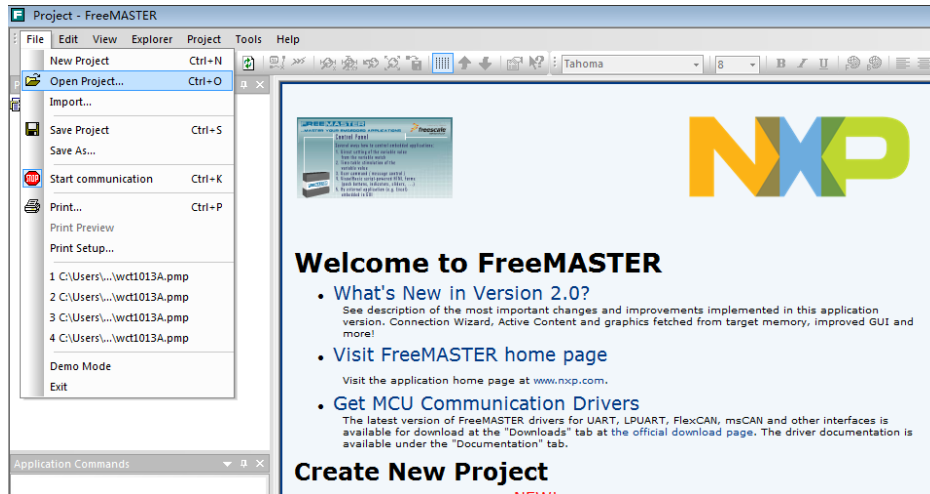 Project - FreeMASTER
File Edit View Explorer Project Tools Help
New Project Ctrl+N
Open Project... Ctrl+O
Import...
Save Project Ctrl+S
Save As...
Start communication Ctrl+K
Print... Ctrl+P
Print Preview
Print Setup...
1 C:\Users\...\wct1013A.pmp
2 C:\Users\...\wct1013A.pmp
3 C:\Users\...\wct1013A.pmp
4 C:\Users\...\wct1013A.pmp
Demo Mode
Exit
Application Commands
Tahoma 8 B I U
FREEMASTER
freescale
Control Panel
NXP
Welcome to FreeMASTER
• What's New in Version 2.0?
See description of the most important changes and improvements implemented in this application
version. Connection Wizard, Active Content and graphics fetched from target memory, improved GUI and
more!
• Visit FreeMASTER home page
Visit the application home page at www.nxp.com.
• Get MCU Communication Drivers
The latest version of FreeMASTER drivers for UART, LPUART, FlexCAN, msCAN and other interfaces is
available for download at the "Downloads" tab at the official download page. The driver documentation is
available under the "Documentation" tab.
Create New Project
NEW!